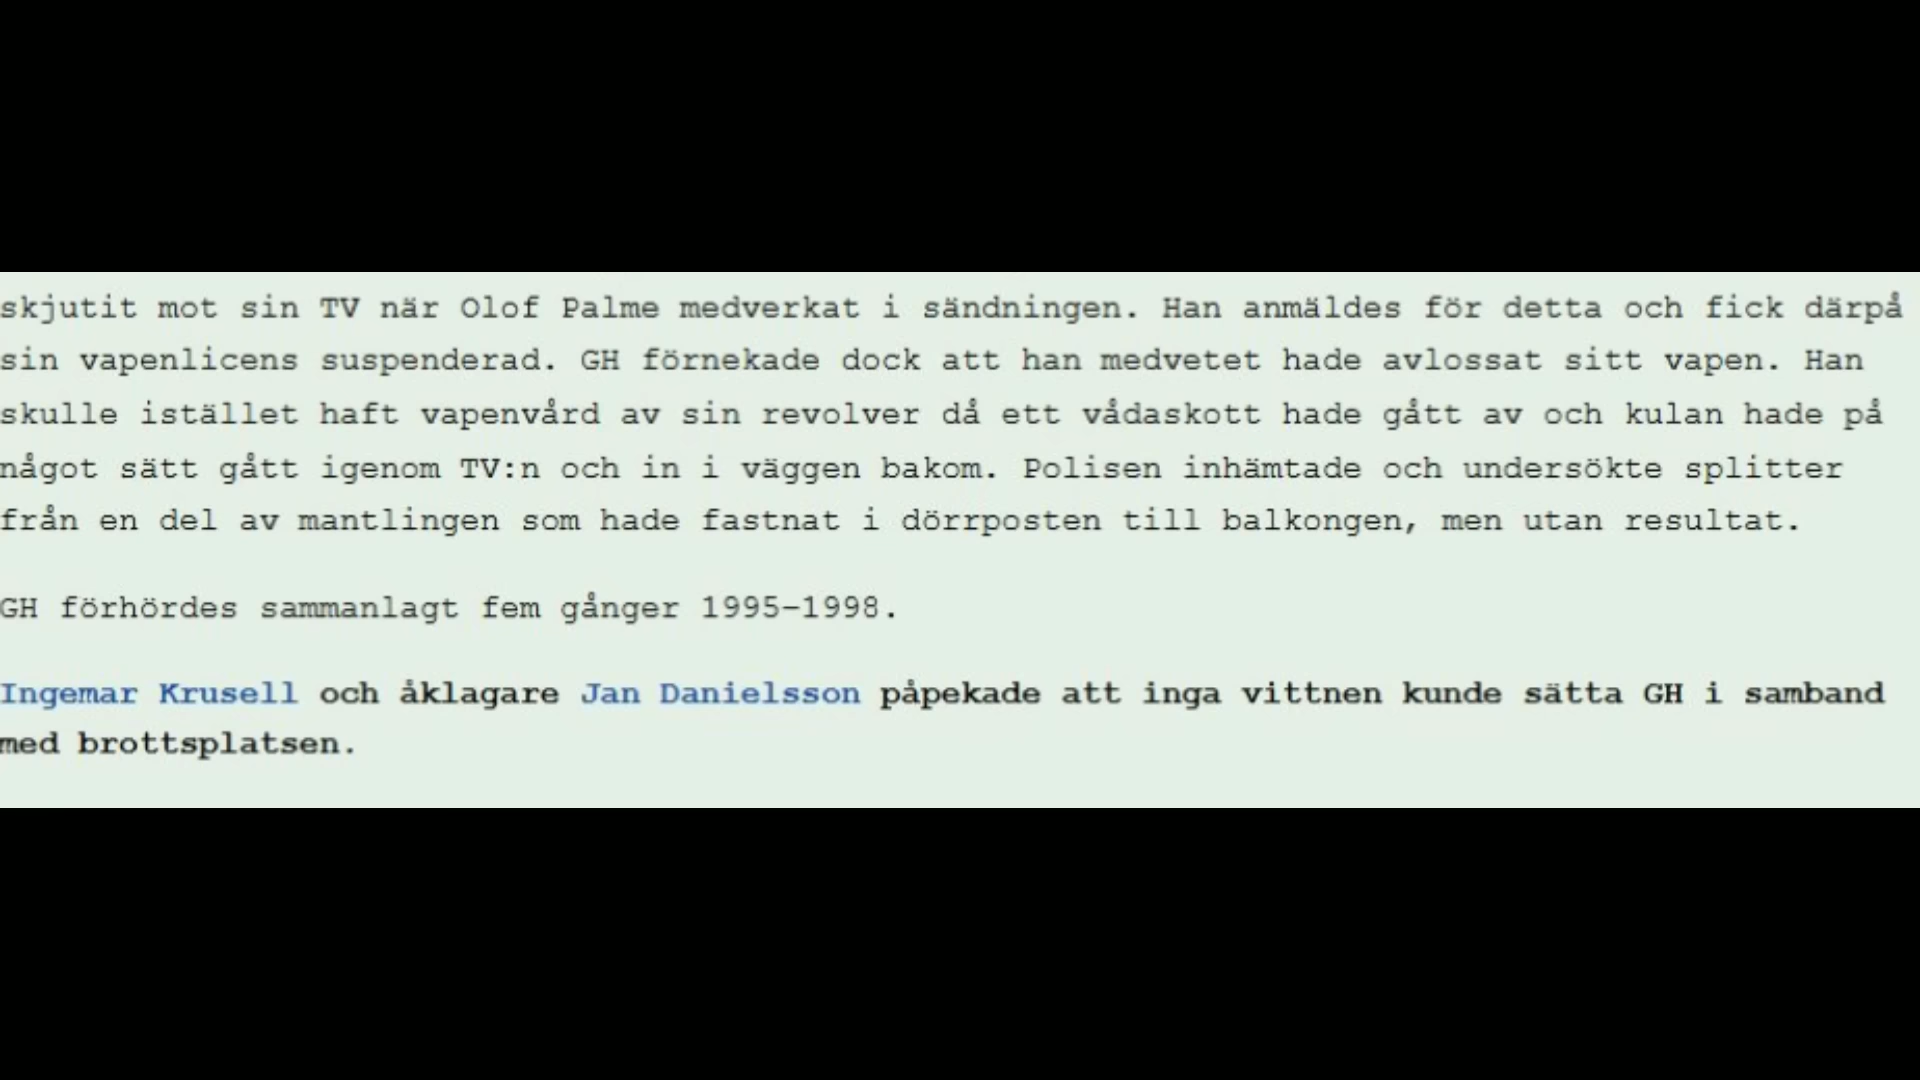 skjutit mot sin TV när Olof Palme medverkat i sändningen. Han anmäldes för detta och fick därpå
sin vapenlicens suspenderad. GH förnekade dock att han medvetet hade avlossat sitt vapen. Han
skulle istället haft vapenvård av sin revolver då ett vådaskott hade gått av och kulan hade på
något sätt gått igenom TV:n och in i väggen bakom. Polisen inhämtade och undersökte splitter
från en del av mantlingen som hade fastnat i dörrposten till balkongen, men utan resultat.
GH förhördes sammanlagt fem gånger 1995–1998.
Ingemar Krusell och åklagare Jan Danielsson påpekade att inga vittnen kunde sätta GH i samband
med brottsplatsen.